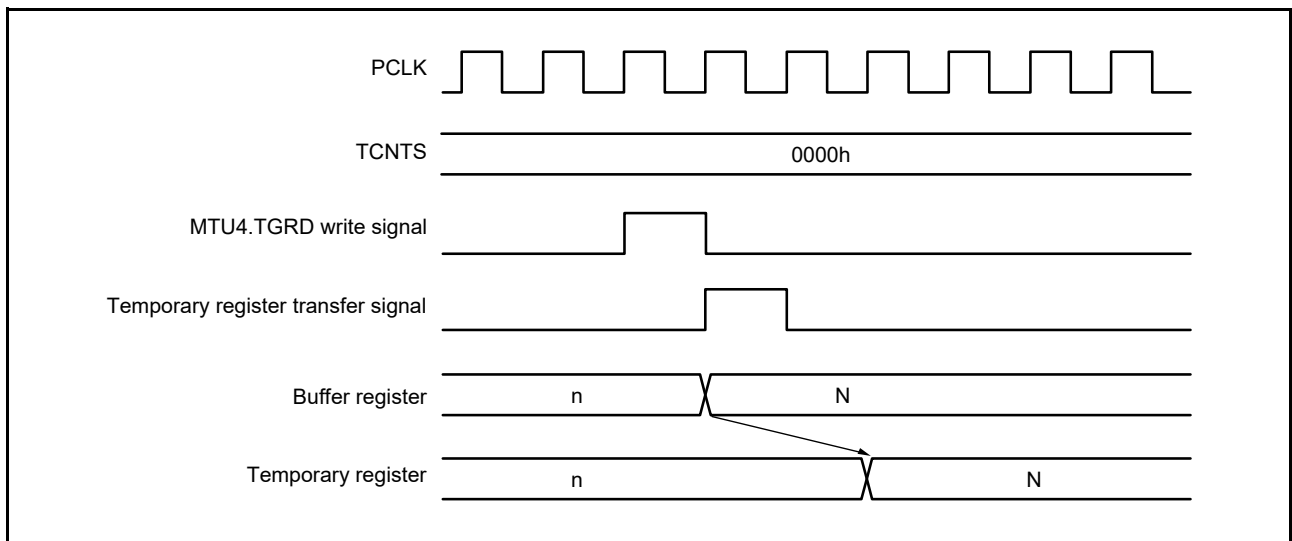 PCLK
TCNTS
0000h
MTU4.TGRD write signal
Temporary register transfer signal
Buffer register
n
N
Temporary register
n
N